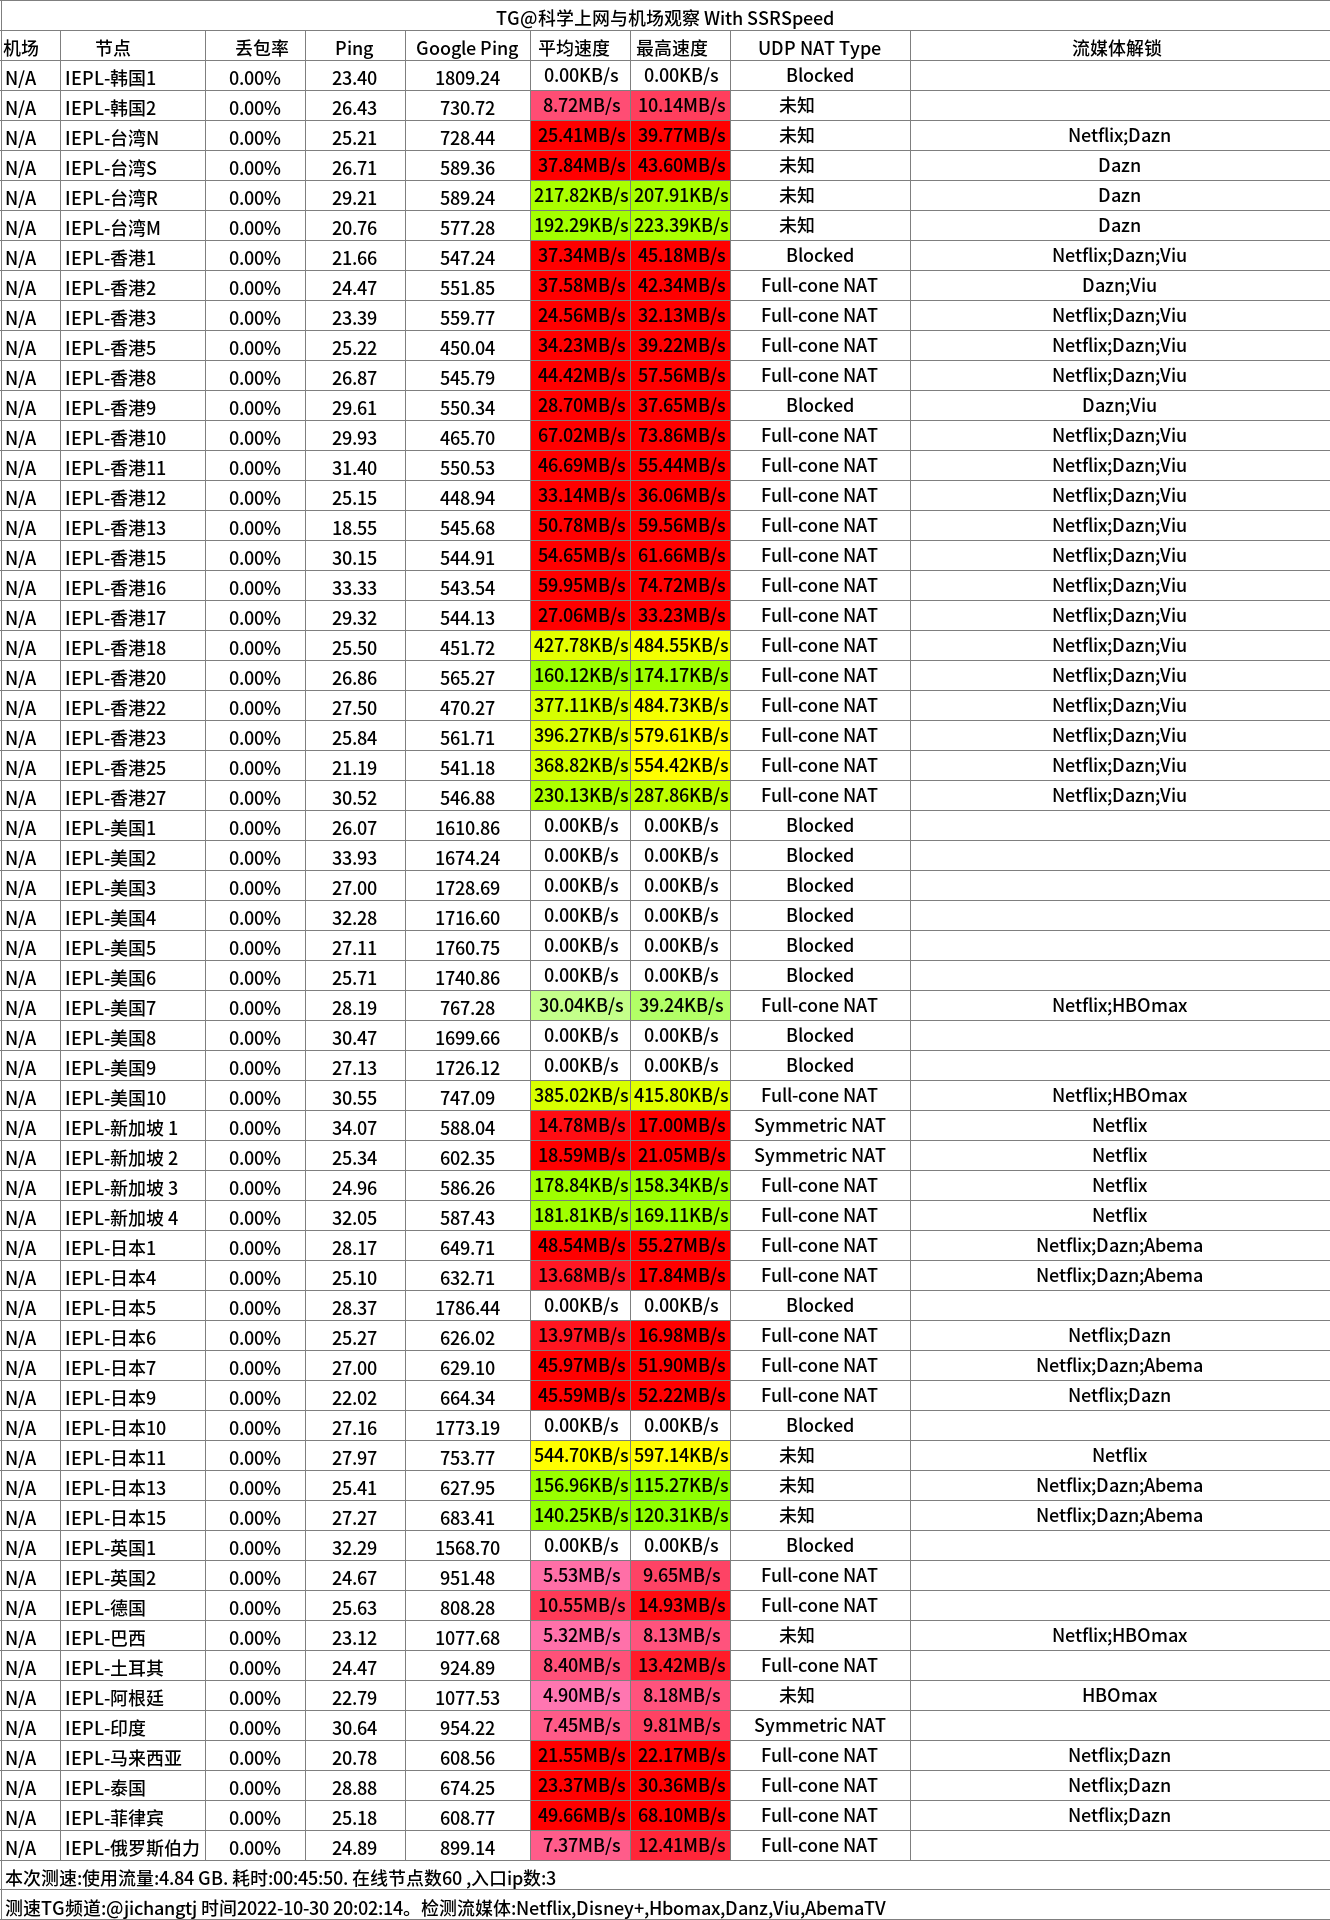 TG@科学上网与机场观察 With SSRSpeed
机场 节点 丢包率 Ping Google Ping 平均速度 最高速度 UDP NAT Type 流媒体解锁
N/A IEPL-韩国1 0.00% 23.40 1809.24 0.00KB/s 0.00KB/s Blocked
N/A IEPL-韩国2 0.00% 26.43 730.72 8.72MB/s 10.14MB/s 未知
N/A IEPL-台湾N 0.00% 25.21 728.44 25.41MB/s 39.77MB/s 未知 Netflix;Dazn
N/A IEPL-台湾S 0.00% 26.71 589.36 37.84MB/s 43.60MB/s 未知 Dazn
N/A IEPL-台湾R 0.00% 29.21 589.24 217.82KB/s 207.91KB/s 未知 Dazn
N/A IEPL-台湾M 0.00% 20.76 577.28 192.29KB/s 223.39KB/s 未知 Dazn
N/A IEPL-香港1 0.00% 21.66 547.24 37.34MB/s 45.18MB/s Blocked Netflix;Dazn;Viu
N/A IEPL-香港2 0.00% 24.47 551.85 37.58MB/s 42.34MB/s Full-cone NAT Dazn;Viu
N/A IEPL-香港3 0.00% 23.39 559.77 24.56MB/s 32.13MB/s Full-cone NAT Netflix;Dazn;Viu
N/A IEPL-香港5 0.00% 25.22 450.04 34.23MB/s 39.22MB/s Full-cone NAT Netflix;Dazn;Viu
N/A IEPL-香港8 0.00% 26.87 545.79 44.42MB/s 57.56MB/s Full-cone NAT Netflix;Dazn;Viu
N/A IEPL-香港9 0.00% 29.61 550.34 28.70MB/s 37.65MB/s Blocked Dazn;Viu
N/A IEPL-香港10 0.00% 29.93 465.70 67.02MB/s 73.86MB/s Full-cone NAT Netflix;Dazn;Viu
N/A IEPL-香港11 0.00% 31.40 550.53 46.69MB/s 55.44MB/s Full-cone NAT Netflix;Dazn;Viu
N/A IEPL-香港12 0.00% 25.15 448.94 33.14MB/s 36.06MB/s Full-cone NAT Netflix;Dazn;Viu
N/A IEPL-香港13 0.00% 18.55 545.68 50.78MB/s 59.56MB/s Full-cone NAT Netflix;Dazn;Viu
N/A IEPL-香港15 0.00% 30.15 544.91 54.65MB/s 61.66MB/s Full-cone NAT Netflix;Dazn;Viu
N/A IEPL-香港16 0.00% 33.33 543.54 59.95MB/s 74.72MB/s Full-cone NAT Netflix;Dazn;Viu
N/A IEPL-香港17 0.00% 29.32 544.13 27.06MB/s 33.23MB/s Full-cone NAT Netflix;Dazn;Viu
N/A IEPL-香港18 0.00% 25.50 451.72 427.78KB/s 484.55KB/s Full-cone NAT Netflix;Dazn;Viu
N/A IEPL-香港20 0.00% 26.86 565.27 160.12KB/s 174.17KB/s Full-cone NAT Netflix;Dazn;Viu
N/A IEPL-香港22 0.00% 27.50 470.27 377.11KB/s 484.73KB/s Full-cone NAT Netflix;Dazn;Viu
N/A IEPL-香港23 0.00% 25.84 561.71 396.27KB/s 579.61KB/s Full-cone NAT Netflix;Dazn;Viu
N/A IEPL-香港25 0.00% 21.19 541.18 368.82KB/s 554.42KB/s Full-cone NAT Netflix;Dazn;Viu
N/A IEPL-香港27 0.00% 30.52 546.88 230.13KB/s 287.86KB/s Full-cone NAT Netflix;Dazn;Viu
N/A IEPL-美国1 0.00% 26.07 1610.86 0.00KB/s 0.00KB/s Blocked
N/A IEPL-美国2 0.00% 33.93 1674.24 0.00KB/s 0.00KB/s Blocked
N/A IEPL-美国3 0.00% 27.00 1728.69 0.00KB/s 0.00KB/s Blocked
N/A IEPL-美国4 0.00% 32.28 1716.60 0.00KB/s 0.00KB/s Blocked
N/A IEPL-美国5 0.00% 27.11 1760.75 0.00KB/s 0.00KB/s Blocked
N/A IEPL-美国6 0.00% 25.71 1740.86 0.00KB/s 0.00KB/s Blocked
N/A IEPL-美国7 0.00% 28.19 767.28 30.04KB/s 39.24KB/s Full-cone NAT Netflix;HBOmax
N/A IEPL-美国8 0.00% 30.47 1699.66 0.00KB/s 0.00KB/s Blocked
N/A IEPL-美国9 0.00% 27.13 1726.12 0.00KB/s 0.00KB/s Blocked
N/A IEPL-美国10 0.00% 30.55 747.09 385.02KB/s 415.80KB/s Full-cone NAT Netflix;HBOmax
N/A IEPL-新加坡 1 0.00% 34.07 588.04 14.78MB/s 17.00MB/s Symmetric NAT Netflix
N/A IEPL-新加坡 2 0.00% 25.34 602.35 18.59MB/s 21.05MB/s Symmetric NAT Netflix
N/A IEPL-新加坡 3 0.00% 24.96 586.26 178.84KB/s 158.34KB/s Full-cone NAT Netflix
N/A IEPL-新加坡 4 0.00% 32.05 587.43 181.81KB/s 169.11KB/s Full-cone NAT Netflix
N/A IEPL-日本1 0.00% 28.17 649.71 48.54MB/s 55.27MB/s Full-cone NAT Netflix;Dazn;Abema
N/A IEPL-日本4 0.00% 25.10 632.71 13.68MB/s 17.84MB/s Full-cone NAT Netflix;Dazn;Abema
N/A IEPL-日本5 0.00% 28.37 1786.44 0.00KB/s 0.00KB/s Blocked
N/A IEPL-日本6 0.00% 25.27 626.02 13.97MB/s 16.98MB/s Full-cone NAT Netflix;Dazn
N/A IEPL-日本7 0.00% 27.00 629.10 45.97MB/s 51.90MB/s Full-cone NAT Netflix;Dazn;Abema
N/A IEPL-日本9 0.00% 22.02 664.34 45.59MB/s 52.22MB/s Full-cone NAT Netflix;Dazn
N/A IEPL-日本10 0.00% 27.16 1773.19 0.00KB/s 0.00KB/s Blocked
N/A IEPL-日本11 0.00% 27.97 753.77 544.70KB/s 597.14KB/s 未知 Netflix
N/A IEPL-日本13 0.00% 25.41 627.95 156.96KB/s 115.27KB/s 未知 Netflix;Dazn;Abema
N/A IEPL-日本15 0.00% 27.27 683.41 140.25KB/s 120.31KB/s 未知 Netflix;Dazn;Abema
N/A IEPL-英国1 0.00% 32.29 1568.70 0.00KB/s 0.00KB/s Blocked
N/A IEPL-英国2 0.00% 24.67 951.48 5.53MB/s 9.65MB/s Full-cone NAT
N/A IEPL-德国 0.00% 25.63 808.28 10.55MB/s 14.93MB/s Full-cone NAT
N/A IEPL-巴西 0.00% 23.12 1077.68 5.32MB/s 8.13MB/s 未知 Netflix;HBOmax
N/A IEPL-土耳其 0.00% 24.47 924.89 8.40MB/s 13.42MB/s Full-cone NAT
N/A IEPL-阿根廷 0.00% 22.79 1077.53 4.90MB/s 8.18MB/s 未知 HBOmax
N/A IEPL-印度 0.00% 30.64 954.22 7.45MB/s 9.81MB/s Symmetric NAT
N/A IEPL-马来西亚 0.00% 20.78 608.56 21.55MB/s 22.17MB/s Full-cone NAT Netflix;Dazn
N/A IEPL-泰国 0.00% 28.88 674.25 23.37MB/s 30.36MB/s Full-cone NAT Netflix;Dazn
N/A IEPL-菲律宾 0.00% 25.18 608.77 49.66MB/s 68.10MB/s Full-cone NAT Netflix;Dazn
N/A IEPL-俄罗斯伯力 0.00% 24.89 899.14 7.37MB/s 12.41MB/s Full-cone NAT
本次测速:使用流量:4.84 GB. 耗时:00:45:50. 在线节点数60 ,入口ip数:3
测速TG频道:@jichangtj 时间2022-10-30 20:02:14。检测流媒体:Netflix,Disney+,Hbomax,Danz,Viu,AbemaTV